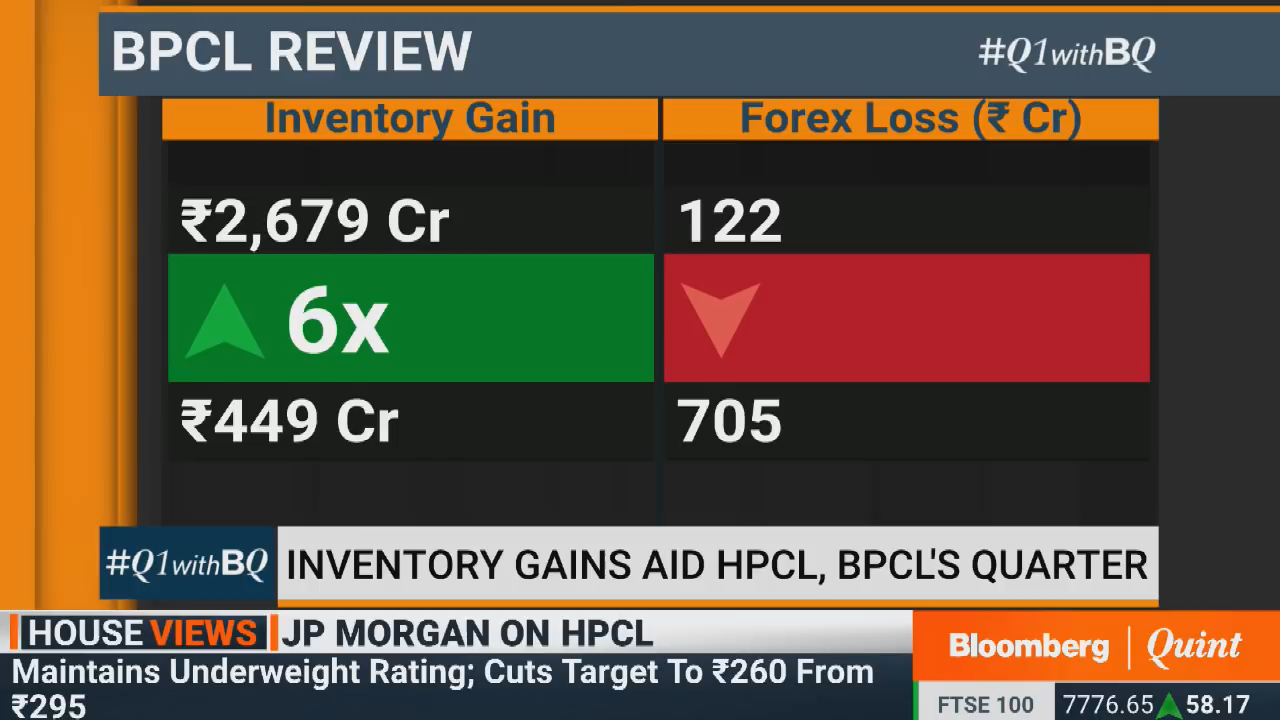 BPCL REVIEW
#Q1withBQ
Inventory Gain
Forex Loss (₹ Cr)
₹2,679 Cr
122
6x
₹449 Cr
705
#Q1withBQ
INVENTORY GAINS AID HPCL, BPCL'S QUARTER
HOUSE VIEWS
JP MORGAN ON HPCL
Maintains Underweight Rating; Cuts Target To ₹260 From
₹295
Bloomberg | Quint
FTSE 100
7776.65 58.17